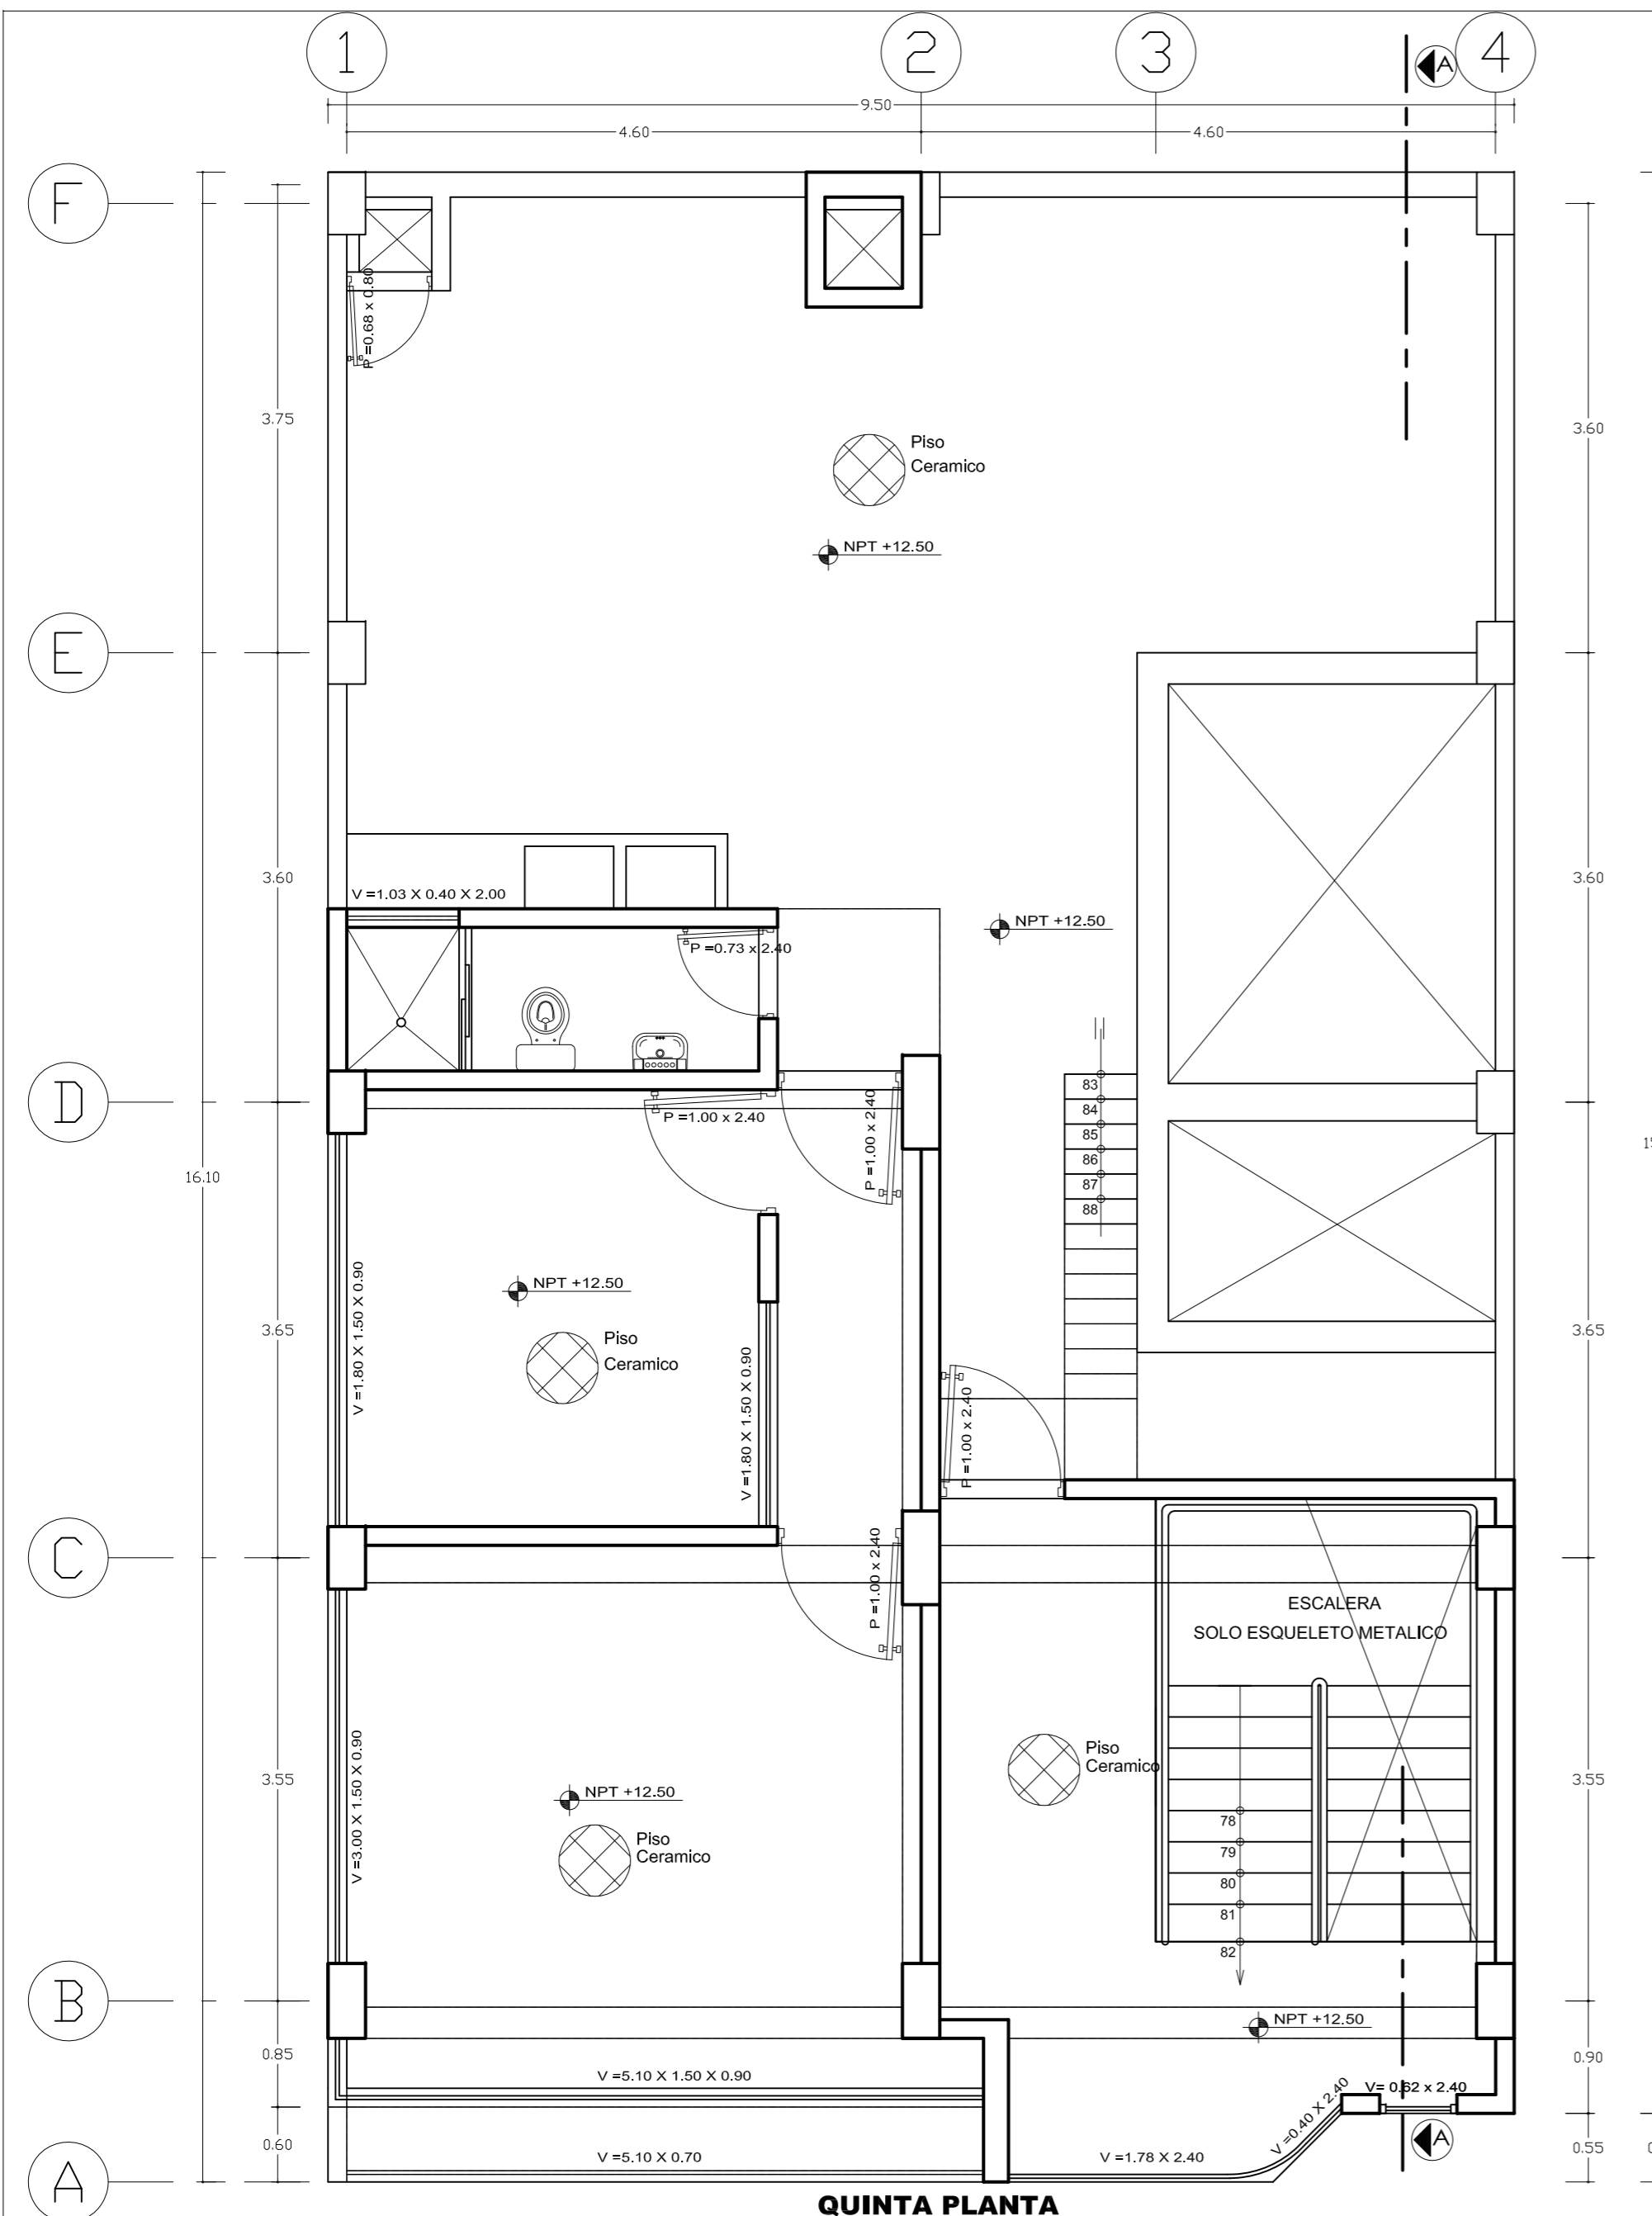 1
2
3
A
4
9.50
4.60
4.60
F
P =0.68 x 0.80
3.75
3.60
Piso
Ceramico
NPT +12.50
E
3.60
3.60
V =1.03 X 0.40 X 2.00
NPT +12.50
P =0.73 x 2.40
83
84
85
86
87
88
D
P =1.00 x 2.40
P =1.00 x 2.40
16.10
NPT +12.50
Piso
Ceramico
V =1.80 X 1.50 X 0.90
V =1.80 X 1.50 X 0.90
3.65
3.65
P =1.00 x 2.40
C
P =1.00 x 2.40
ESCALERA
SOLO ESQUELETO METALICO
V =3.00 X 1.50 X 0.90
3.55
3.55
NPT +12.50
Piso
Ceramico
Piso
Ceramico
78
79
80
81
82
B
NPT +12.50
0.85
0.90
V =5.10 X 1.50 X 0.90
V= 0.62 x 2.40
V =0.40 X 2.40
0.60
0.55
V =5.10 X 0.70
V =1.78 X 2.40
A
A
QUINTA PLANTA